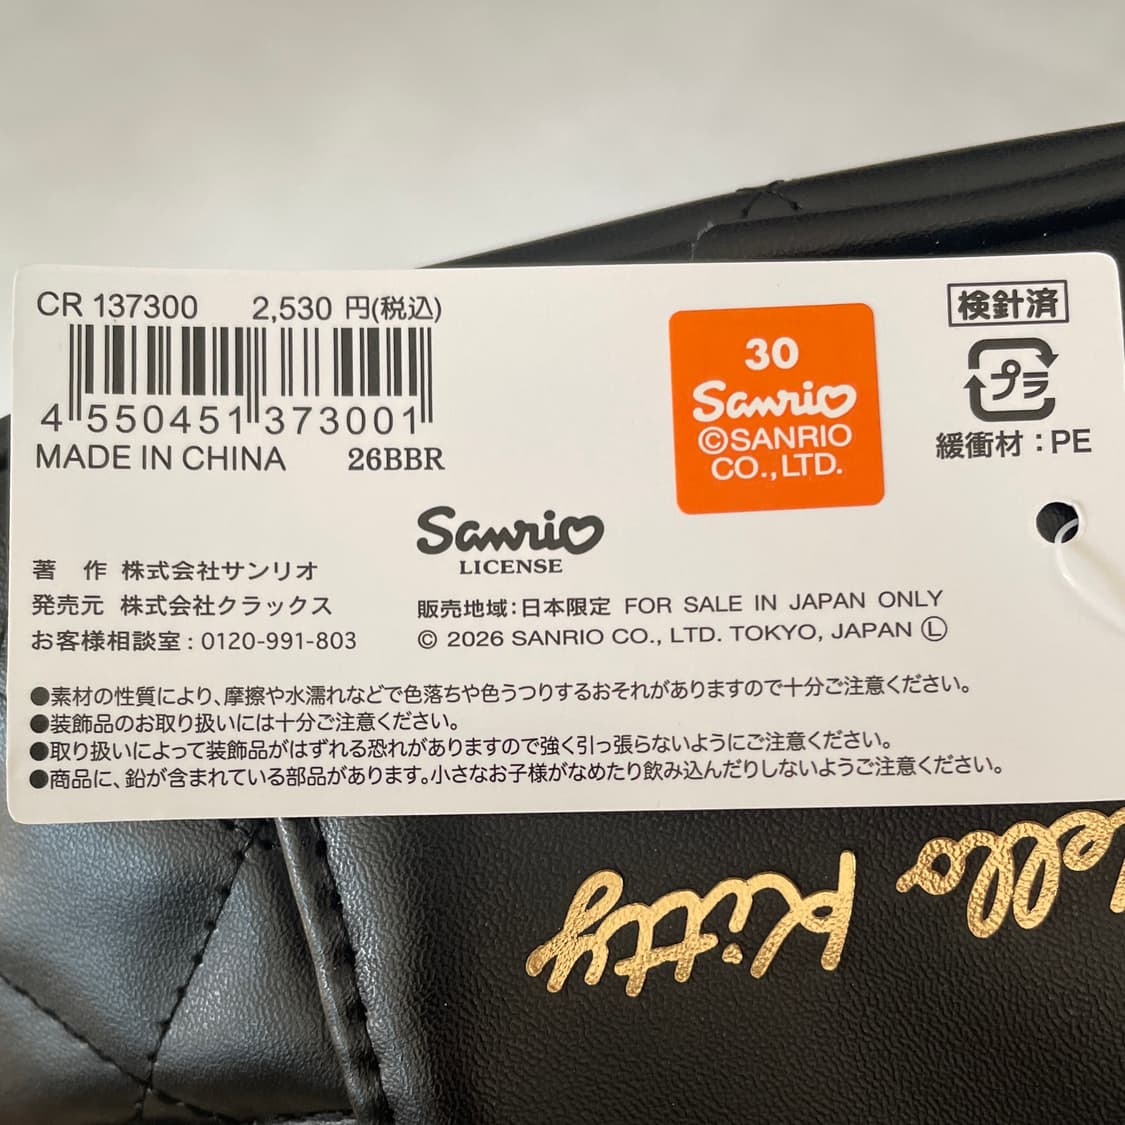 CR 137300 2,530 円(税込)
4 550451 373001
MADE IN CHINA 26BBR
30
Sanrio
©SANRIO
CO.,LTD.
検針済
プラ
緩衝材：PE
Sanrio
LICENSE
著 作 株式会社サンリオ
発売元 株式会社クラックス
お客様相談室：0120-991-803
販売地域：日本限定 FOR SALE IN JAPAN ONLY
© 2026 SANRIO CO., LTD. TOKYO, JAPAN Ⓛ
●素材の性質により、摩擦や水濡れなどで色落ちや色うつりするおそれがありますので十分ご注意ください。
●装飾品のお取り扱いには十分ご注意ください。
●取り扱いによって装飾品がはずれる恐れがありますので強く引っ張らないようにご注意ください。
●商品に、鉛が含まれている部品があります。小さなお子様がなめたり飲み込んだりしないようご注意ください。
Hello Kitty